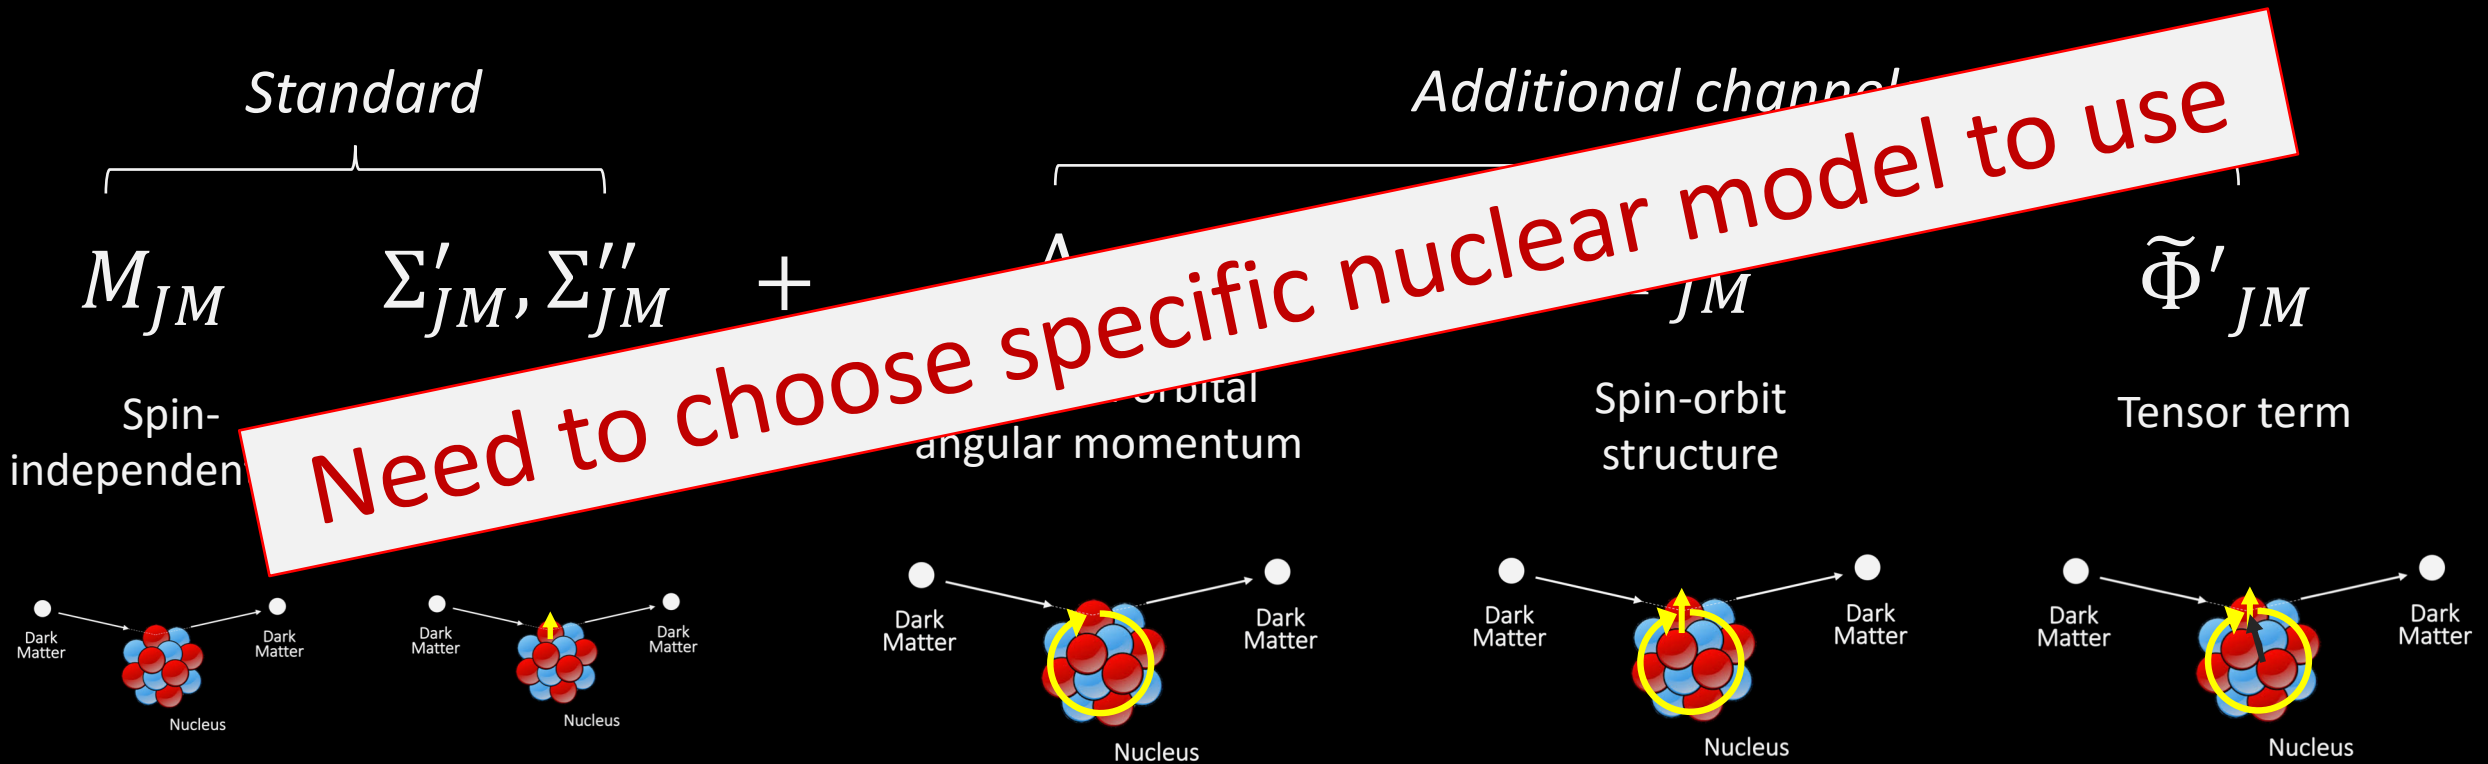 Standard
Additional
M_{JM}
Σ′_{JM}, Σ″_{JM}
+
JM
Φ̃′_{JM}
Need to choose specific nuclear model to use
Spin-
angular momentum
Spin-orbit
structure
Tensor term
Dark
Matter
Dark
Matter
Nucleus
Dark
Matter
Dark
Matter
Nucleus
Dark
Matter
Dark
Matter
Nucleus
Dark
Matter
Dark
Matter
Nucleus
Dark
Matter
Dark
Matter
Nucleus